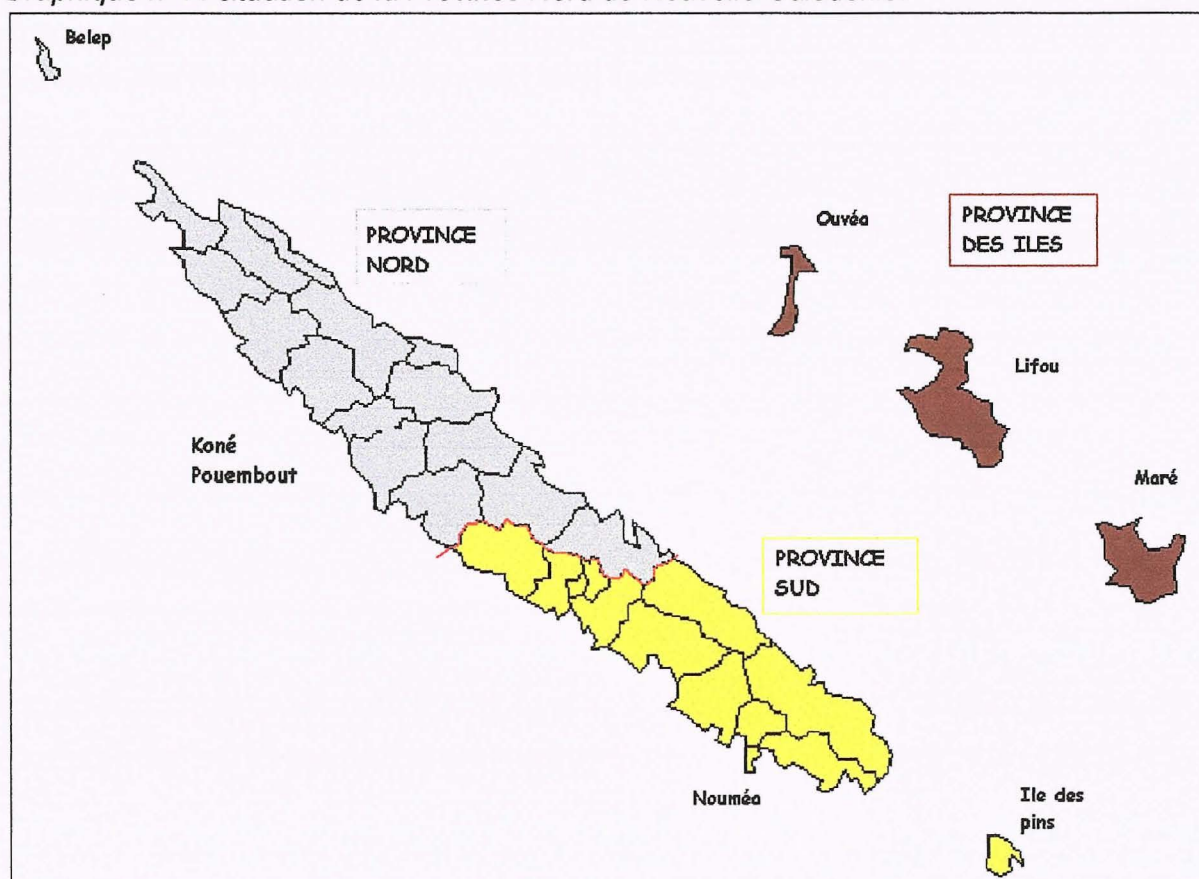 Belep
PROVINCE
NORD
Ouvéa
PROVINCE
DES ILES
Lifou
Koné
Pouembout
Maré
PROVINCE
SUD
Nouméa
Ile des
pins